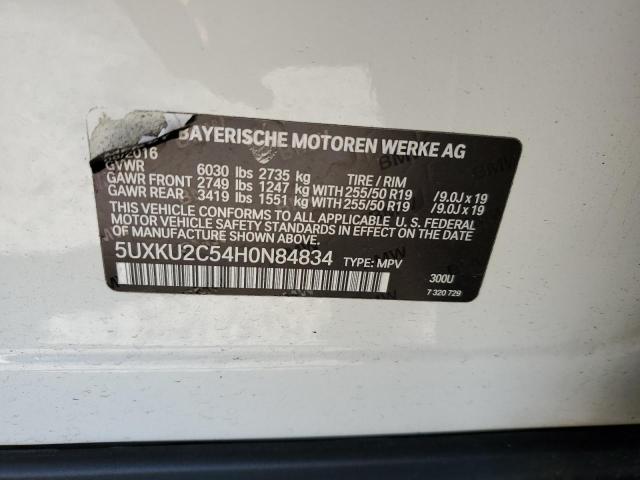 BAYERISCHE MOTOREN WERKE AG
/2016
GVWR 6030 lbs 2735 kg TIRE / RIM
GAWR FRONT 2749 lbs 1247 kg WITH 255/50 R19 /9.0J x 19
GAWR REAR 3419 lbs 1551 kg WITH 255/50 R19 /9.0J x 19
THIS VEHICLE CONFORMS TO ALL APPLICABLE U. S. FEDERAL
MOTOR VEHICLE SAFETY STANDARDS IN EFFECT ON THE DATE
OF MANUFACTURE SHOWN ABOVE.
5UXKU2C54H0N84834 TYPE: MPV
300U
7 320 729